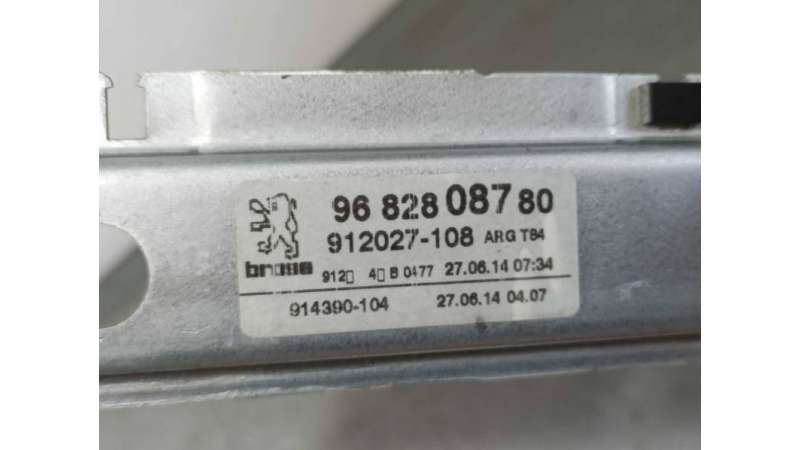 96 828 087 80
912027-108 ARG T84
brose
912▯ 4▯ B 0477 27.06.14 07:34
914390-104 27.06.14 04.07